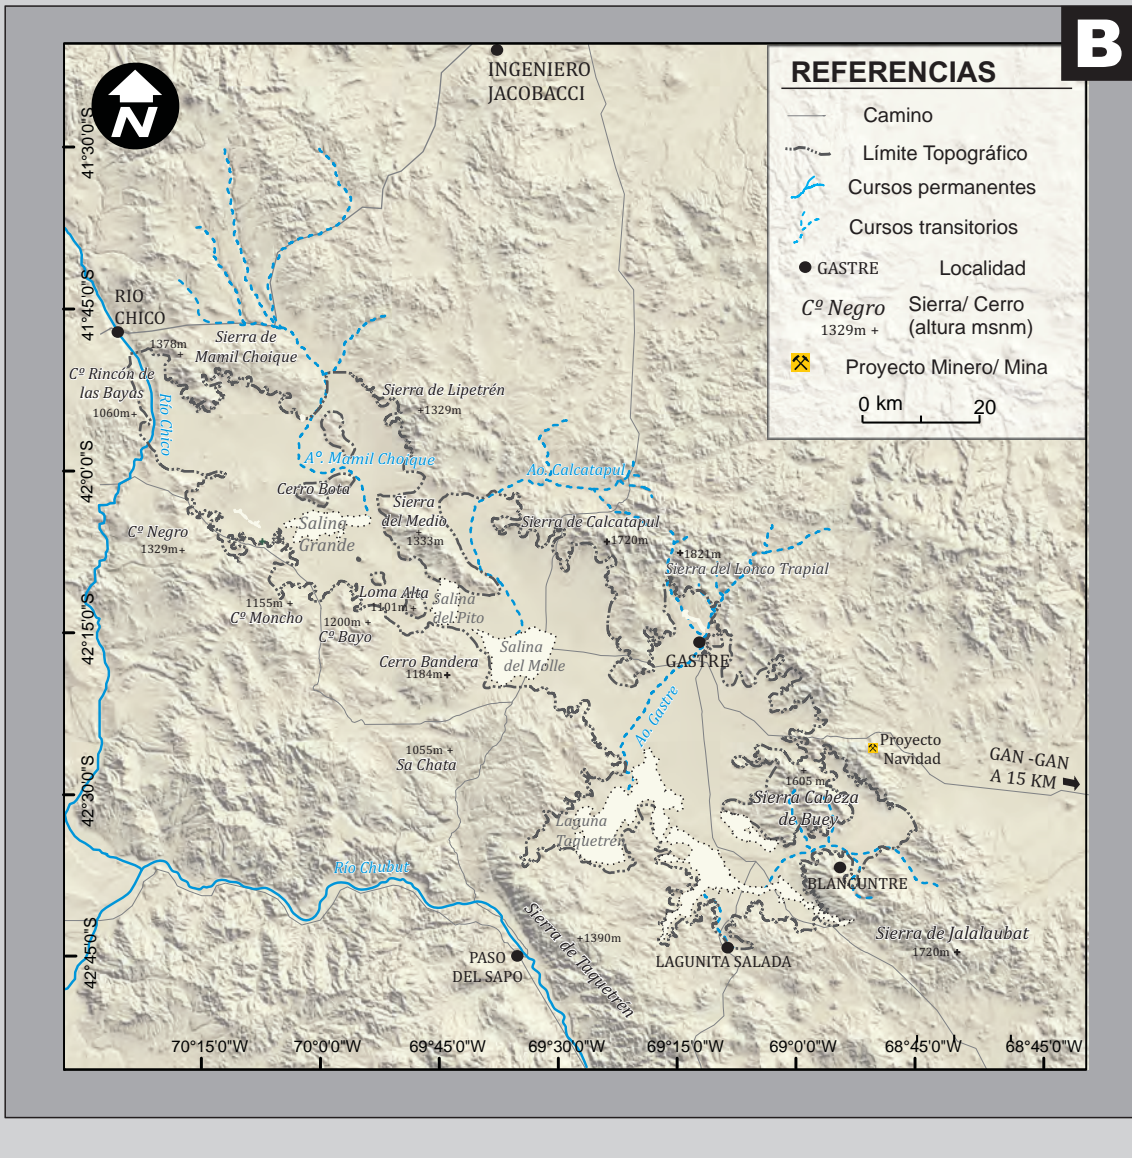 B
REFERENCIAS
Camino
Límite Topográfico
Cursos permanentes
Cursos transitorios
GASTRE
Localidad
Cº Negro
1329m +
Sierra/ Cerro
(altura msnm)
Proyecto Minero/ Mina
0 km
20
N
INGENIERO
JACOBACCI
41°30'0"S
41°45'0"S
42°0'0"S
42°15'0"S
42°30'0"S
42°45'0"S
RIO
CHICO
1378m
+
Sierra de
Mamil Choique
Cº Rincón de
las Bayas
1060m+
Río Chico
Sierra de Lipetrén
+1329m
Aº. Mamil Choique
Ao. Calcatapul
Cerro Bota
Sierra
del Medio
+
1333m
Salina
Grande
Cº Negro
1329m+
Sierra de Calcatapul
+1720m
+1821m
Sierra del Lonco Trapial
Loma Alta
1101m+
Salina
del Pito
1155m +
Cº Moncho
1200m +
Cº Bayo
Salina
del Molle
Cerro Bandera
1184m+
GASTRE
Ao. Gastre
1055m +
Sa Chata
Proyecto
Navidad
GAN -GAN
A 15 KM
+
1605 m
Sierra Cabeza
de Buey
Laguna
Taquetrén
Río Chubut
BLANCUNTRE
Sierra de Taquetrén
+1390m
Sierra de Jalalaubat
1720m +
PASO
DEL SAPO
LAGUNITA SALADA
70°15'0"W
70°0'0"W
69°45'0"W
69°30'0"W
69°15'0"W
69°0'0"W
68°45'0"W
68°45'0"W